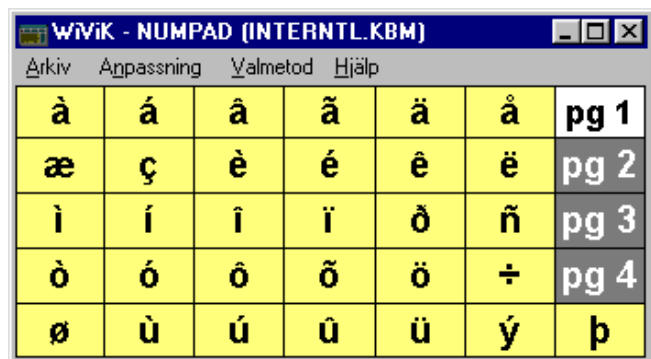 WiViK - NUMPAD (INTERNTL.KBM)
Arkiv Anpassning Valmetod Hjälp
à á â ã ä å pg 1
æ ç è é ê ë pg 2
ì í î ï ð ñ pg 3
ò ó ô õ ö ÷ pg 4
ø ù ú û ü ý þ